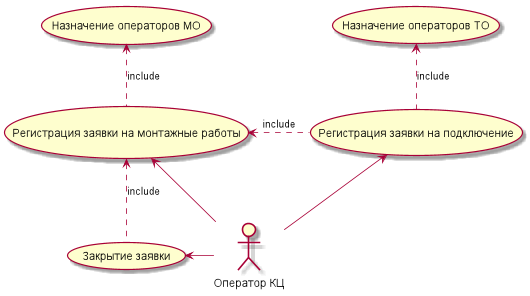 Назначение операторов МО
Назначение операторов ТО
include
include
Регистрация заявки на монтажные работы
include
Регистрация заявки на подключение
include
Закрытие заявки
Оператор КЦ